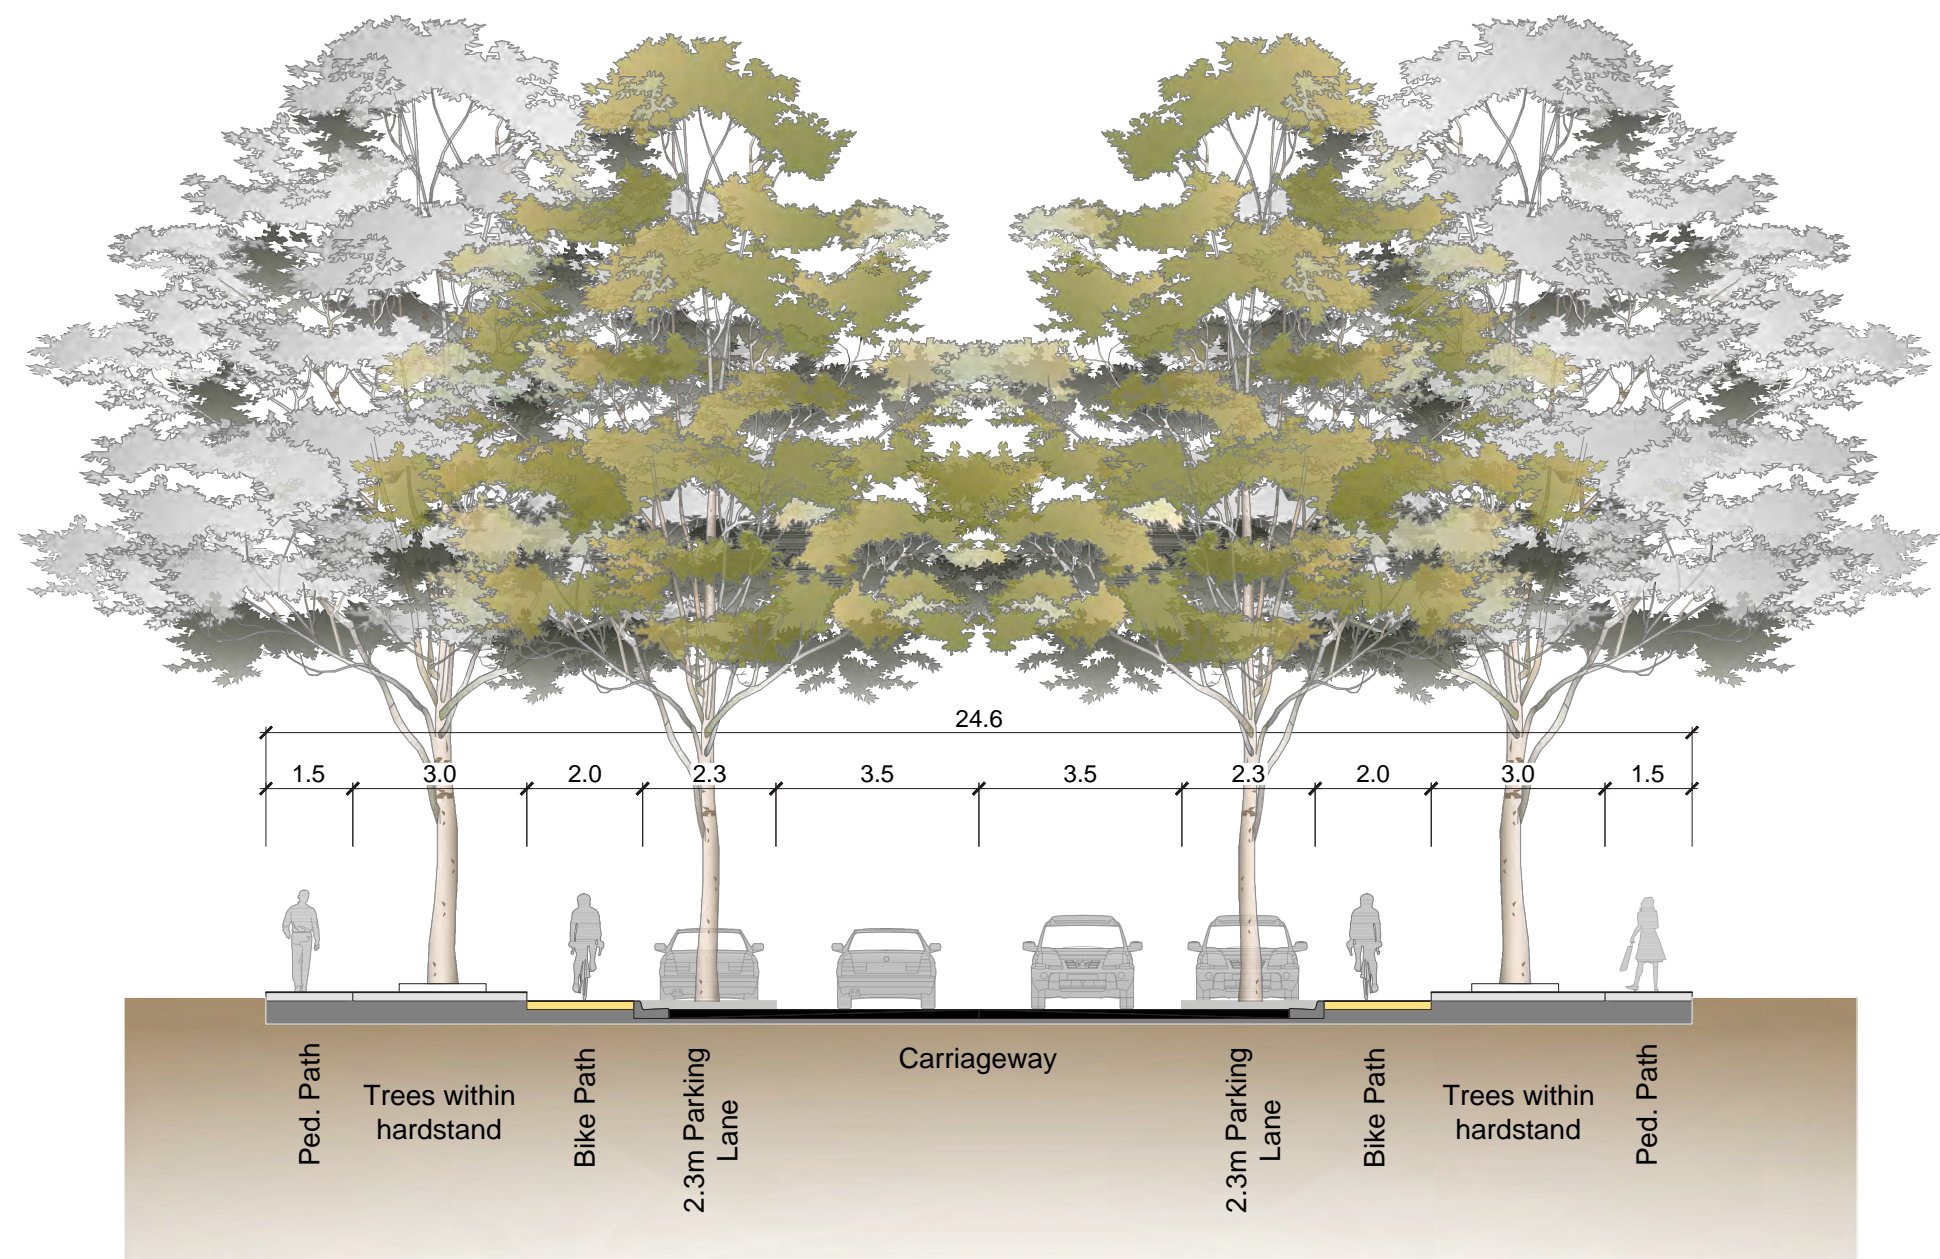 24.6
1.5 3.0 2.0 2.3 3.5 3.5 2.3 2.0 3.0 1.5
Ped. Path
Trees within
hardstand
Bike Path
2.3m Parking
Lane
Carriageway
2.3m Parking
Lane
Bike Path
Trees within
hardstand
Ped. Path